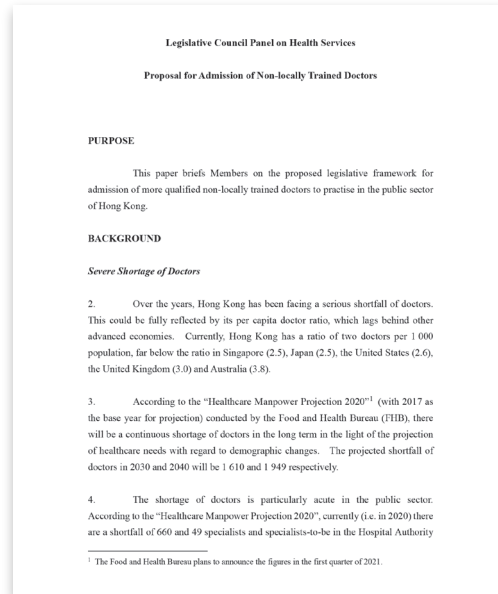 Legislative Council Panel on Health Services
Proposal for Admission of Non-locally Trained Doctors
PURPOSE
This paper briefs Members on the proposed legislative framework for
admission of more qualified non-locally trained doctors to practise in the public sector
of Hong Kong.
BACKGROUND
Severe Shortage of Doctors
2. Over the years, Hong Kong has been facing a serious shortfall of doctors.
This could be fully reflected by its per capita doctor ratio, which lags behind other
advanced economies. Currently, Hong Kong has a ratio of two doctors per 1 000
population, far below the ratio in Singapore (2.5), Japan (2.5), the United States (2.6),
the United Kingdom (3.0) and Australia (3.8).
3. According to the “Healthcare Manpower Projection 2020”1 (with 2017 as
the base year for projection) conducted by the Food and Health Bureau (FHB), there
will be a continuous shortage of doctors in the long term in the light of the projection
of healthcare needs with regard to demographic changes. The projected shortfall of
doctors in 2030 and 2040 will be 1 610 and 1 949 respectively.
4. The shortage of doctors is particularly acute in the public sector.
According to the “Healthcare Manpower Projection 2020”, currently (i.e. in 2020) there
are a shortfall of 660 and 49 specialists and specialists-to-be in the Hospital Authority
1 The Food and Health Bureau plans to announce the figures in the first quarter of 2021.